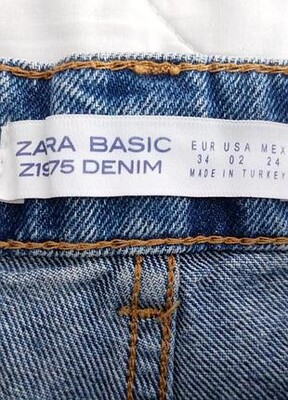 ZARA BASIC
Z1975 DENIM
EUR USA MEX
34 02 24
MADE IN TURKEY